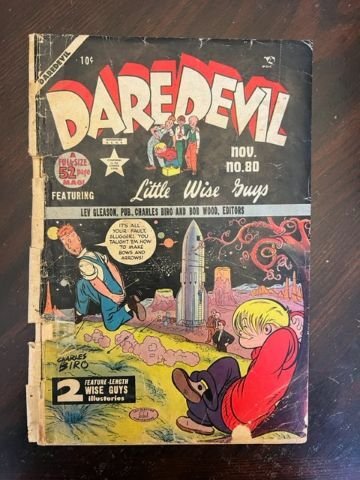 DAREDEVIL
10¢
DAREDEVIL
NOV.
NO.80
A
FULL-SIZE
52 PAGE
MAG!
FEATURING
Little Wise Guys
LEV GLEASON, PUB., CHARLES BIRO AND BOB WOOD, EDITORS
IT'S ALL
YOUR FAULT,
SLUGGER! YOU
TAUGHT 'EM HOW
TO MAKE
BOWS AND
ARROWS!
CHARLES
BIRO
2 FEATURE-LENGTH
WISE GUYS
illusteries